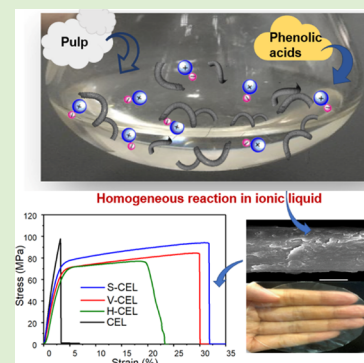 Pulp
Phenolic
acids
Homogeneous reaction in ionic liquid
120
100
80
60
40
20
0
Stress (MPa)
S-CEL
V-CEL
H-CEL
CEL
0 5 10 15 20 25 30 35
Strain (%)